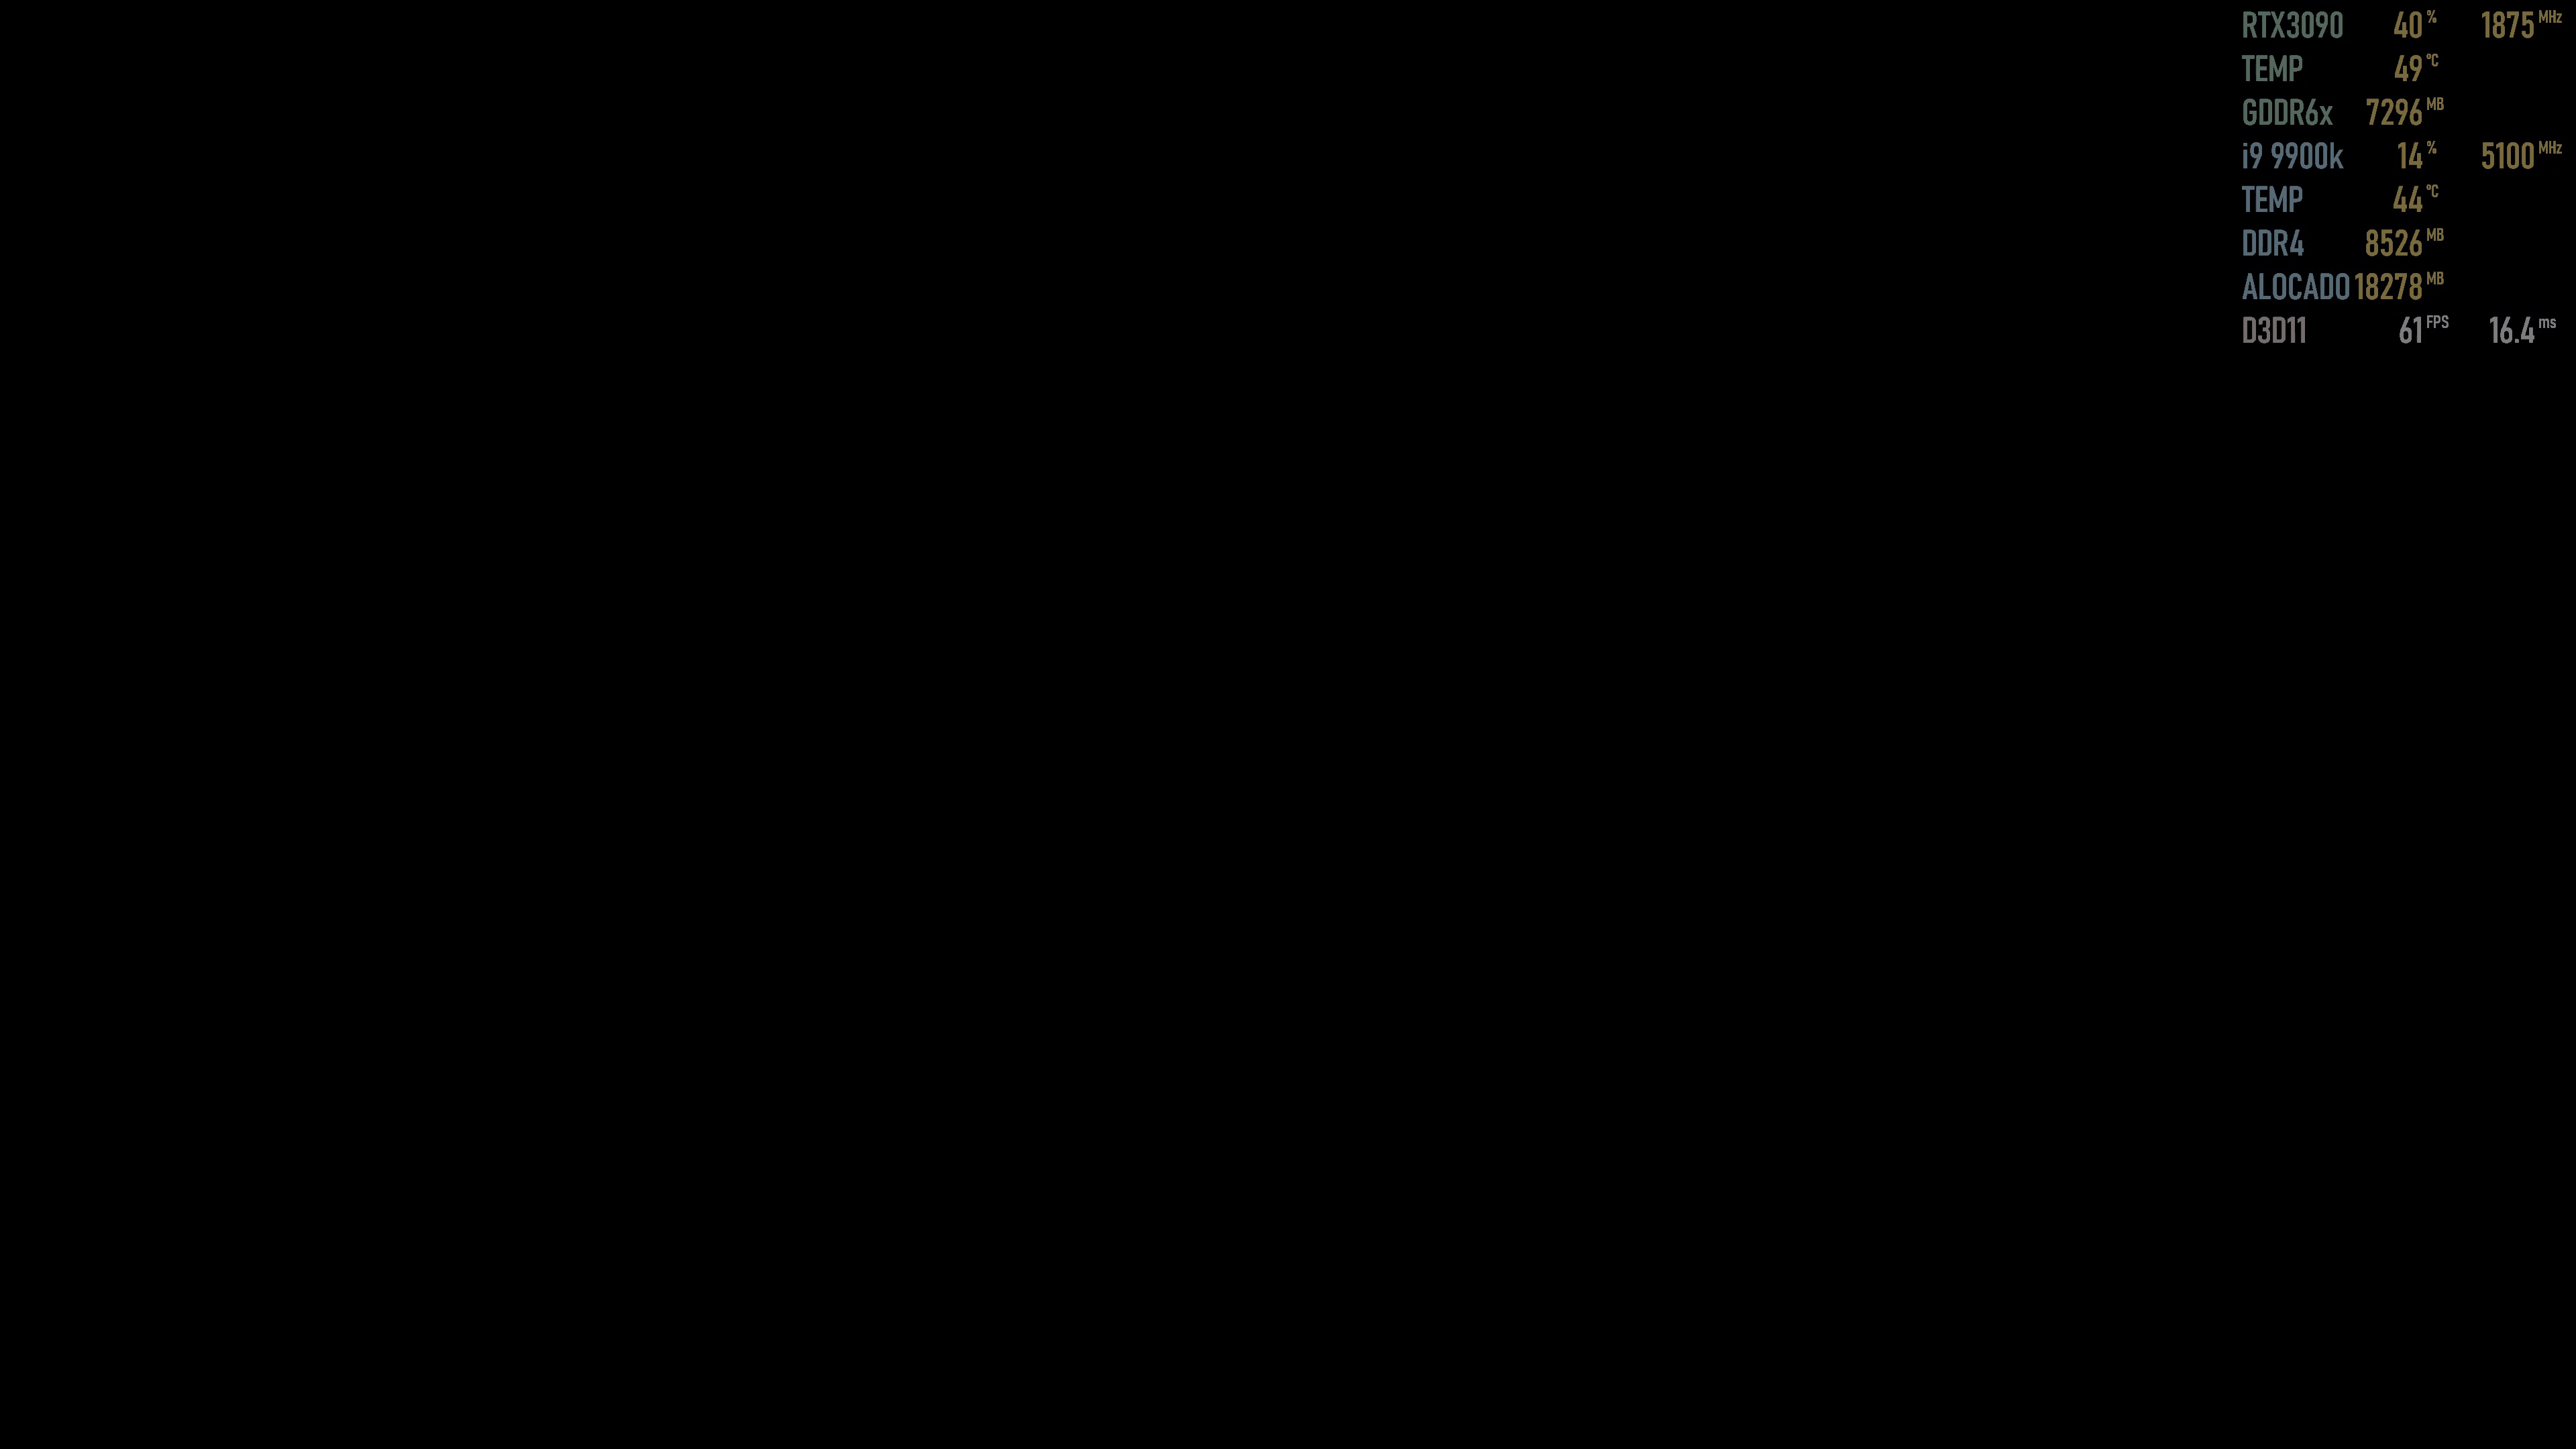 RTX3090 40 % 1875 MHz
TEMP 49 °C
GDDR6x 7296 MB
i9 9900k 14 % 5100 MHz
TEMP 44 °C
DDR4 8526 MB
ALOCADO 18278 MB
D3D11 61 FPS 16.4 ms